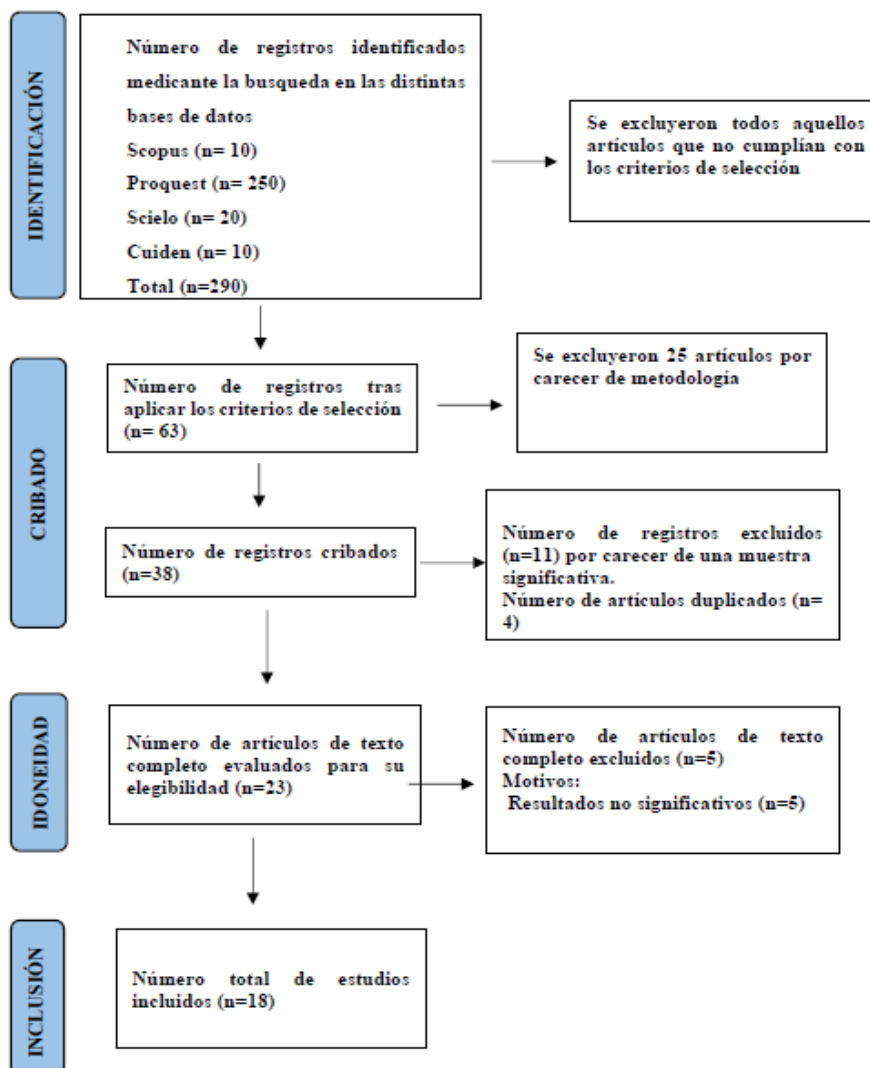 IDENTIFICACIÓN
Número de registros identificados
medicante la busqueda en las distintas
bases de datos
Scopus (n= 10)
Proquest (n= 250)
Scielo (n= 20)
Cuiden (n= 10)
Total (n=290)
Se excluyeron todos aquellos
artículos que no cumplían con
los criterios de selección
CRIBADO
Número de registros tras
aplicar los criterios de selección
(n= 63)
Se excluyeron 25 artículos por
carecer de metodología
Número de registros cribados
(n=38)
Número de registros excluidos
(n=11) por carecer de una muestra
significativa.
Número de artículos duplicados (n=
4)
IDONEIDAD
Número de artículos de texto
completo evaluados para su
elegibilidad (n=23)
Número de artículos de texto
completo excluidos (n=5)
Motivos:
Resultados no significativos (n=5)
INCLUSIÓN
Número total de estudios
incluidos (n=18)